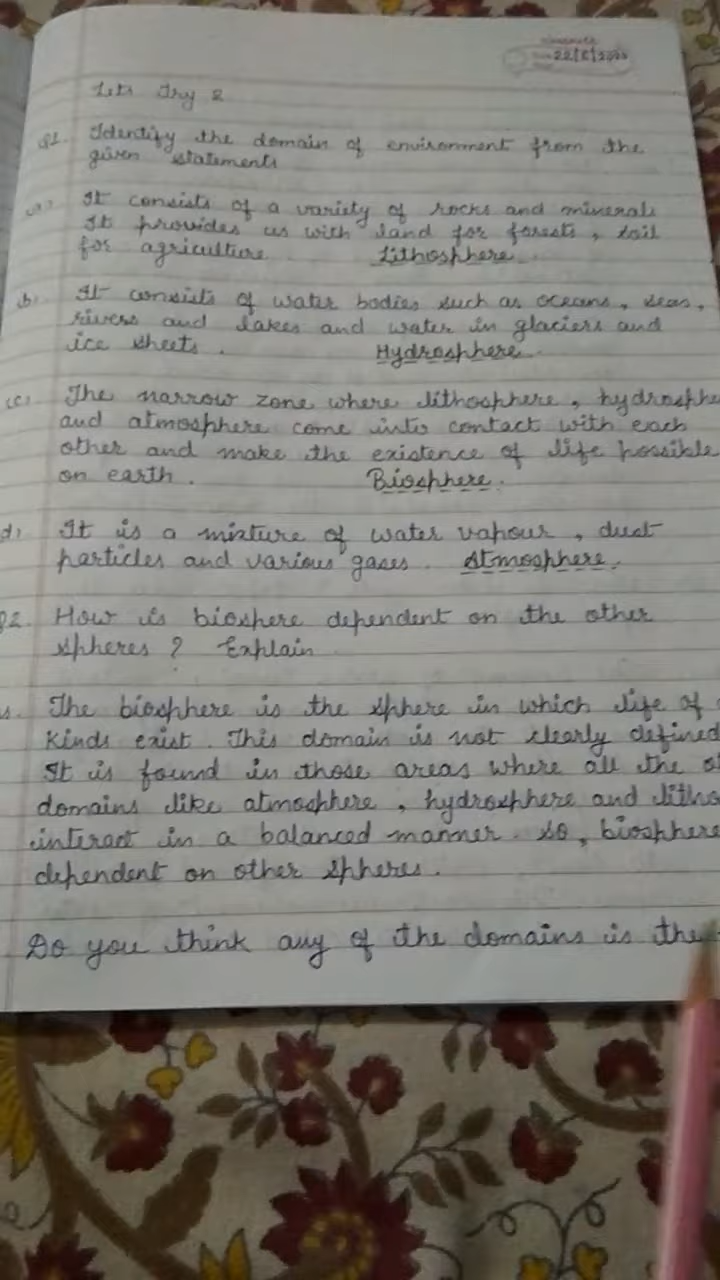 Lets Try 2
Q1. Identify the domain of environment from the
given statements
(a) It consists of a variety of rocks and minerals
It provides us with land for forests, soil
for agriculture Lithosphere.
b) It consists of water bodies such as oceans, seas,
rivers and lakes and water in glaciers and
ice sheets. Hydrosphere.
(c) The narrow zone where lithosphere, hydrosphe
and atmosphere come into contact with each
other and make the existence of life possible
on earth. Biosphere.
d) It is a mixture of water vapour, dust
particles and various gases. Atmosphere.
Q2. How is bioshere dependent on the other
spheres? Explain
s. The biosphere is the sphere in which life of
kinds exist. This domain is not clearly defined
It is found in those areas where all the ot
domains like atmosphere, hydrosphere and litho
interact in a balanced manner. So, biosphere
dependent on other spheres.
Do you think any of the domains is the